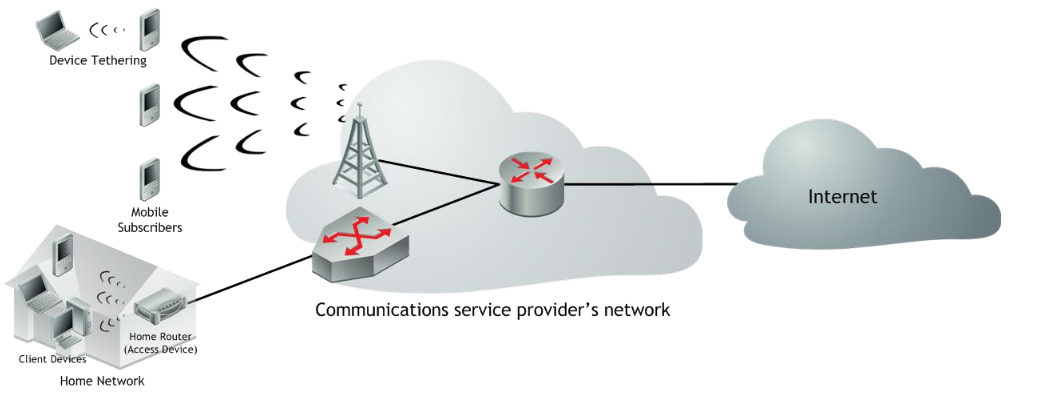 Device Tethering
Mobile
Subscribers
Internet
Communications service provider's network
Home Router
(Access Device)
Client Devices
Home Network